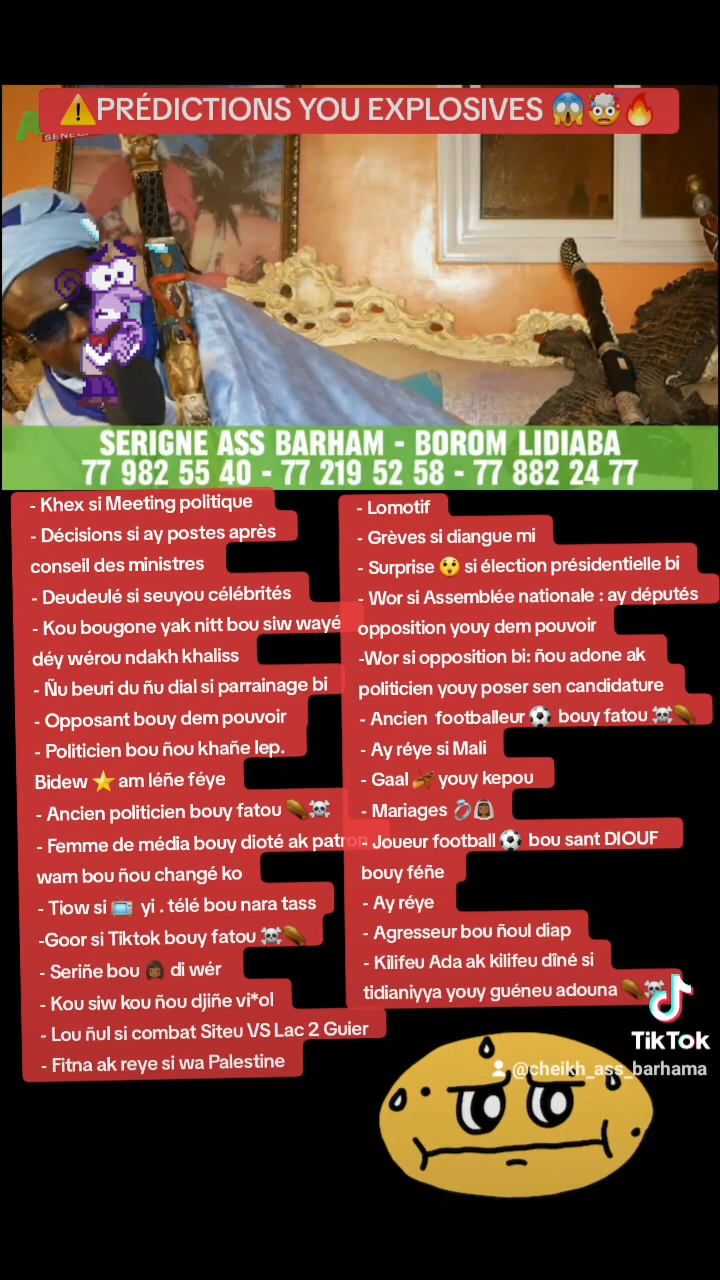 ⚠️PRÉDICTIONS YOU EXPLOSIVES 😱🤯🔥
SERIGNE ASS BARHAM - BOROM LIDIABA
77 982 55 40 - 77 219 52 58 - 77 882 24 77
- Khex si Meeting politique
- Décisions si ay postes après
conseil des ministres
- Deudeulé si seuyou célébrités
- Kou bougone yak nitt bou siw wayé
déy wérou ndakh khaliss
- Ñu beuri du ñu dial si parrainage bi
- Opposant bouy dem pouvoir
- Politicien bou ñou khañe lep.
Bidew ⭐ am léñe féye
- Ancien politicien bouy fatou ⚰️☠️
- Femme de média bouy dioté ak patron
wam bou ñou changé ko
- Tiow si 📺 yi . télé bou nara tass
-Goor si Tiktok bouy fatou ☠️⚰️
- Seriñe bou 👩🏿 di wér
- Kou siw kou ñou djiñe vi*ol
- Lou ñul si combat Siteu VS Lac 2 Guier
- Fitna ak reye si wa Palestine
- Lomotif
- Grèves si diangue mi
- Surprise 😲 si élection présidentielle bi
- Wor si Assemblée nationale : ay députés
opposition youy dem pouvoir
-Wor si opposition bi: ñou adone ak
politicien youy poser sen candidature
- Ancien footballeur ⚽ bouy fatou ☠️⚰️
- Ay réye si Mali
- Gaal 🛶 youy kepou
- Mariages 💍👰🏿
- Joueur football ⚽ bou sant DIOUF
bouy féñe
- Ay réye
- Agresseur bou ñoul diap
- Kilifeu Ada ak kilifeu dîné si
tidianiyya youy guéneu adouna ⚰️☠️
TikTok
@cheikh_ass_barhama